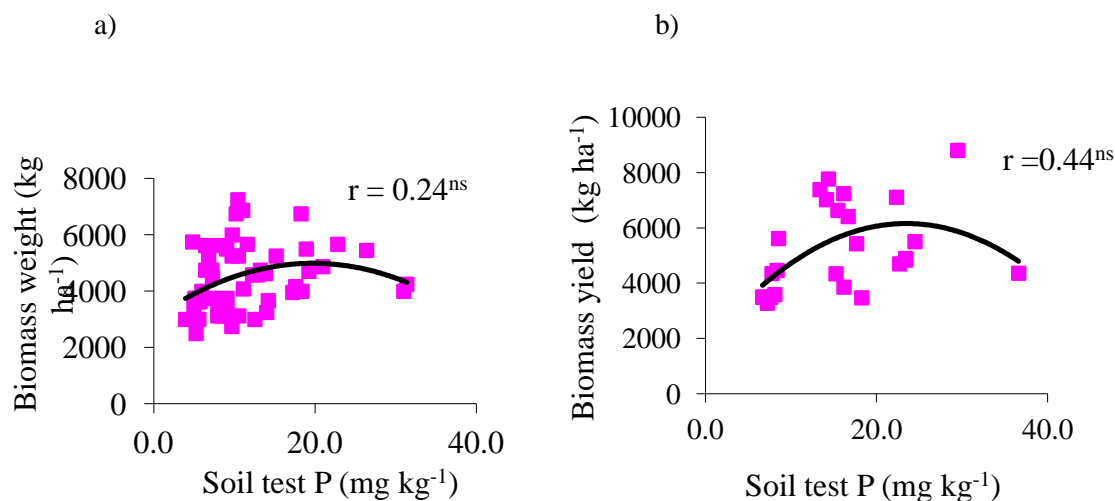 a)
Biomass weight (kg
ha⁻¹)
8000
6000
4000
2000
0
0.0
20.0
40.0
r = 0.24ⁿˢ
Soil test P (mg kg⁻¹)
b)
Biomass yield (kg ha⁻¹)
10000
8000
6000
4000
2000
0
0.0
20.0
40.0
r =0.44ⁿˢ
Soil test P (mg kg⁻¹)